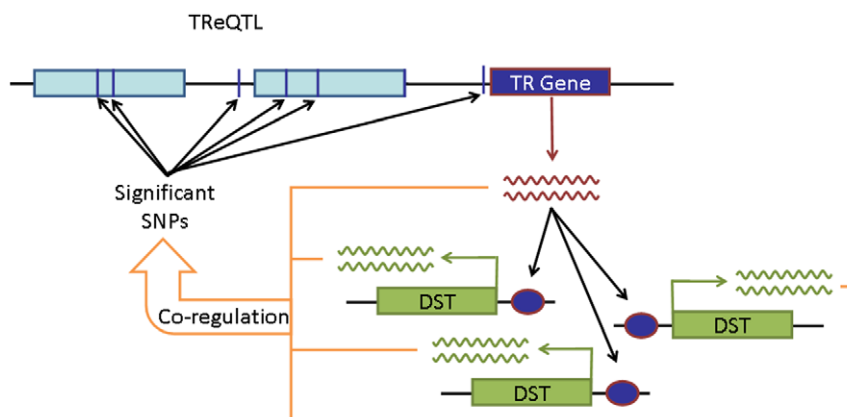 TReQTL
TR Gene
Significant
SNPs
DST
DST
Co-regulation
DST